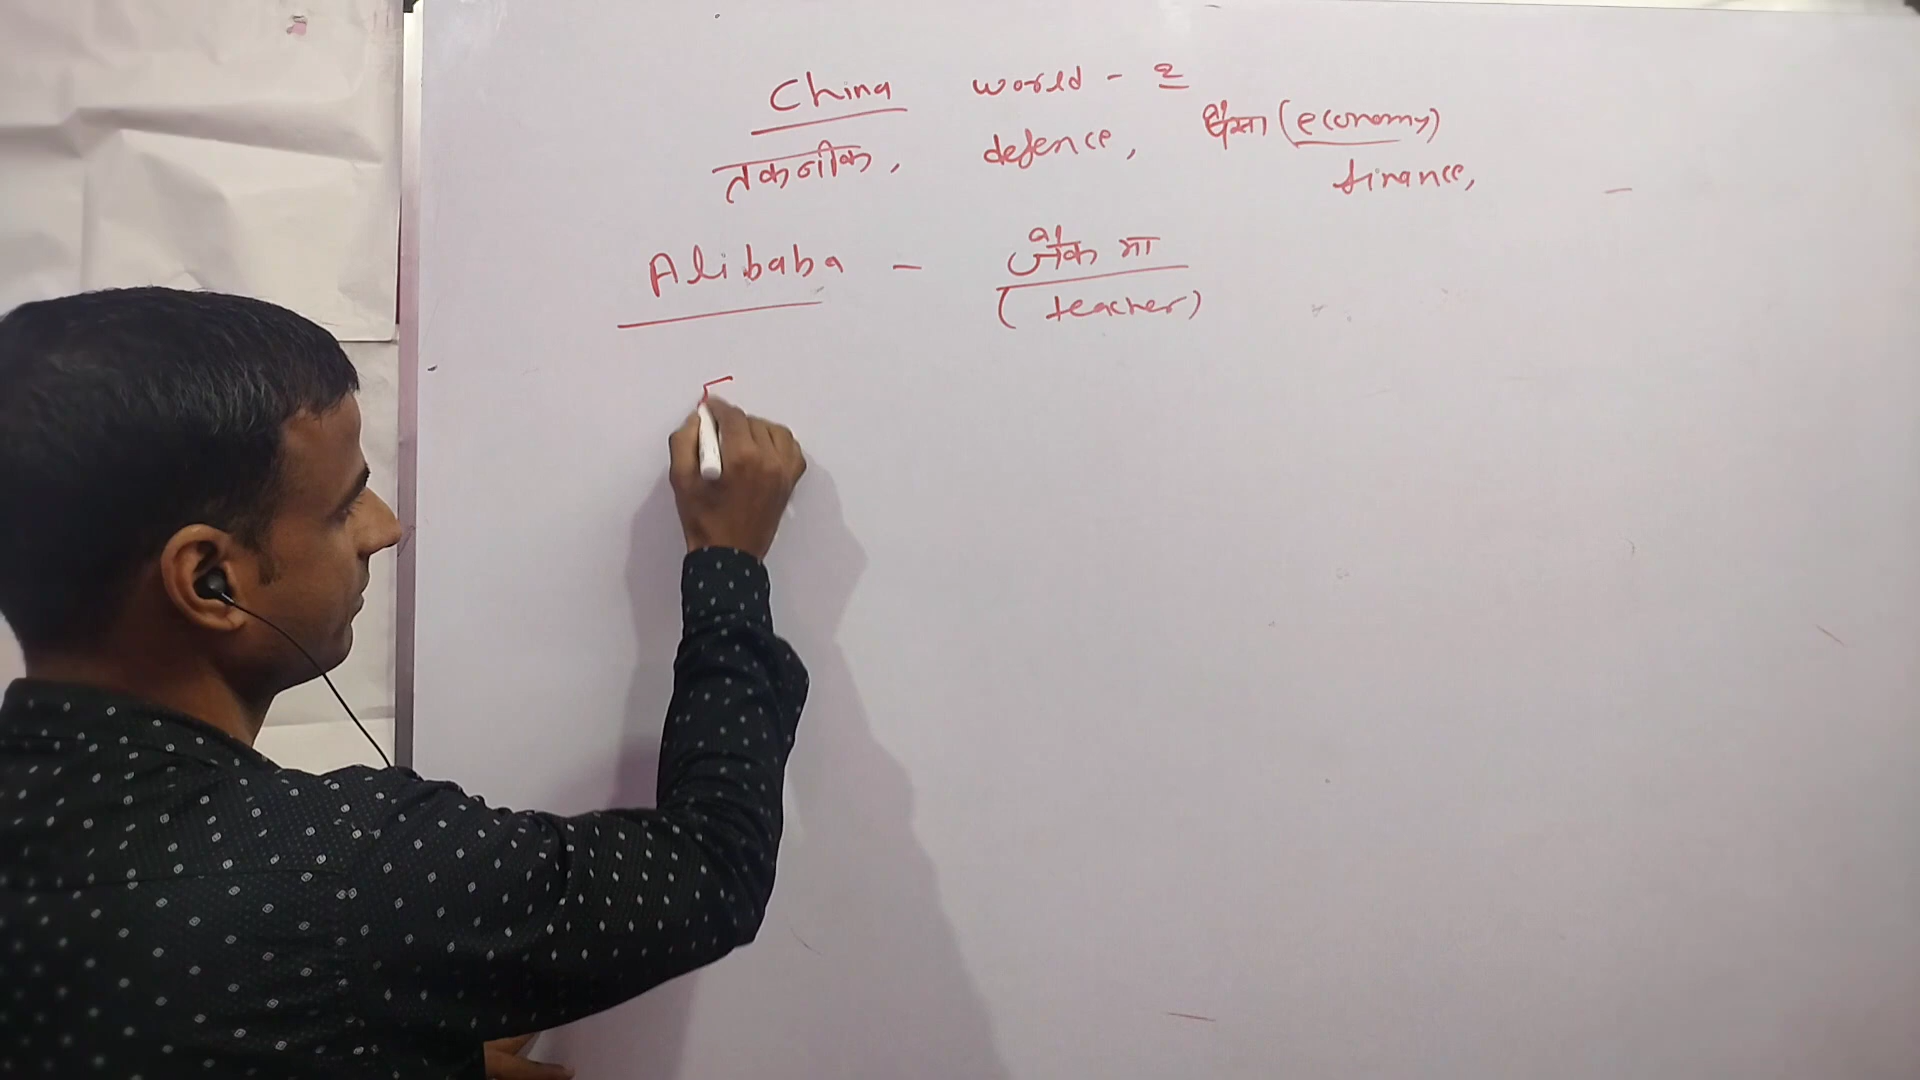 China world - 2
तकनीक, defence, पैसा (economy)
finance,
Alibaba - जैक मा
(teacher)